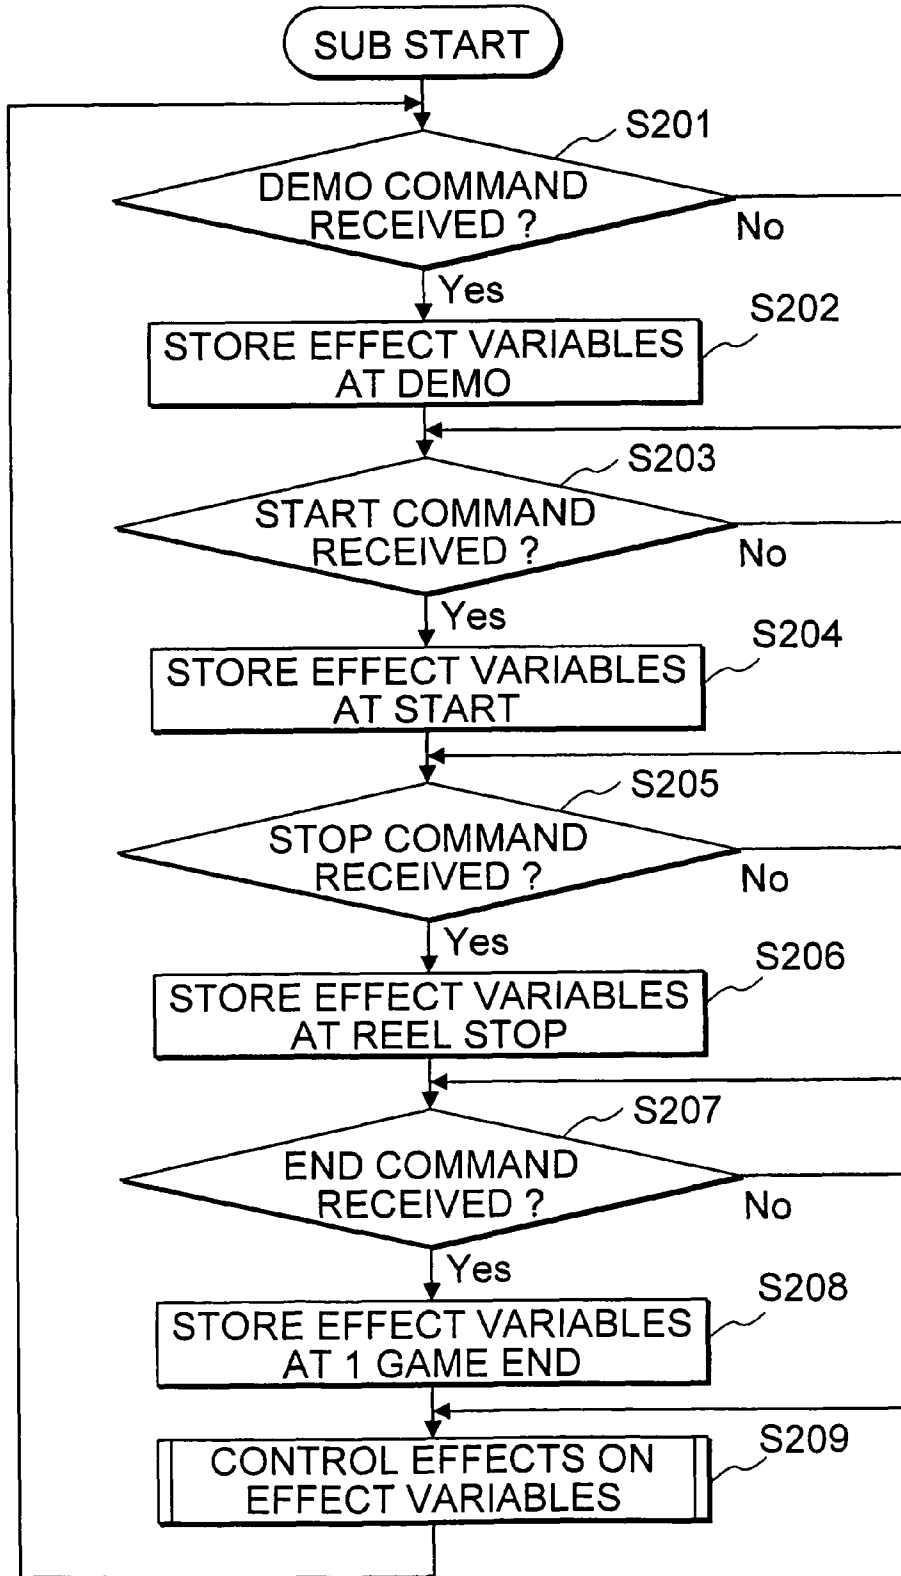 SUB START
S201
DEMO COMMAND
RECEIVED ?
No
Yes
S202
STORE EFFECT VARIABLES
AT DEMO
S203
START COMMAND
RECEIVED ?
No
Yes
S204
STORE EFFECT VARIABLES
AT START
S205
STOP COMMAND
RECEIVED ?
No
Yes
S206
STORE EFFECT VARIABLES
AT REEL STOP
S207
END COMMAND
RECEIVED ?
No
Yes
S208
STORE EFFECT VARIABLES
AT 1 GAME END
S209
CONTROL EFFECTS ON
EFFECT VARIABLES